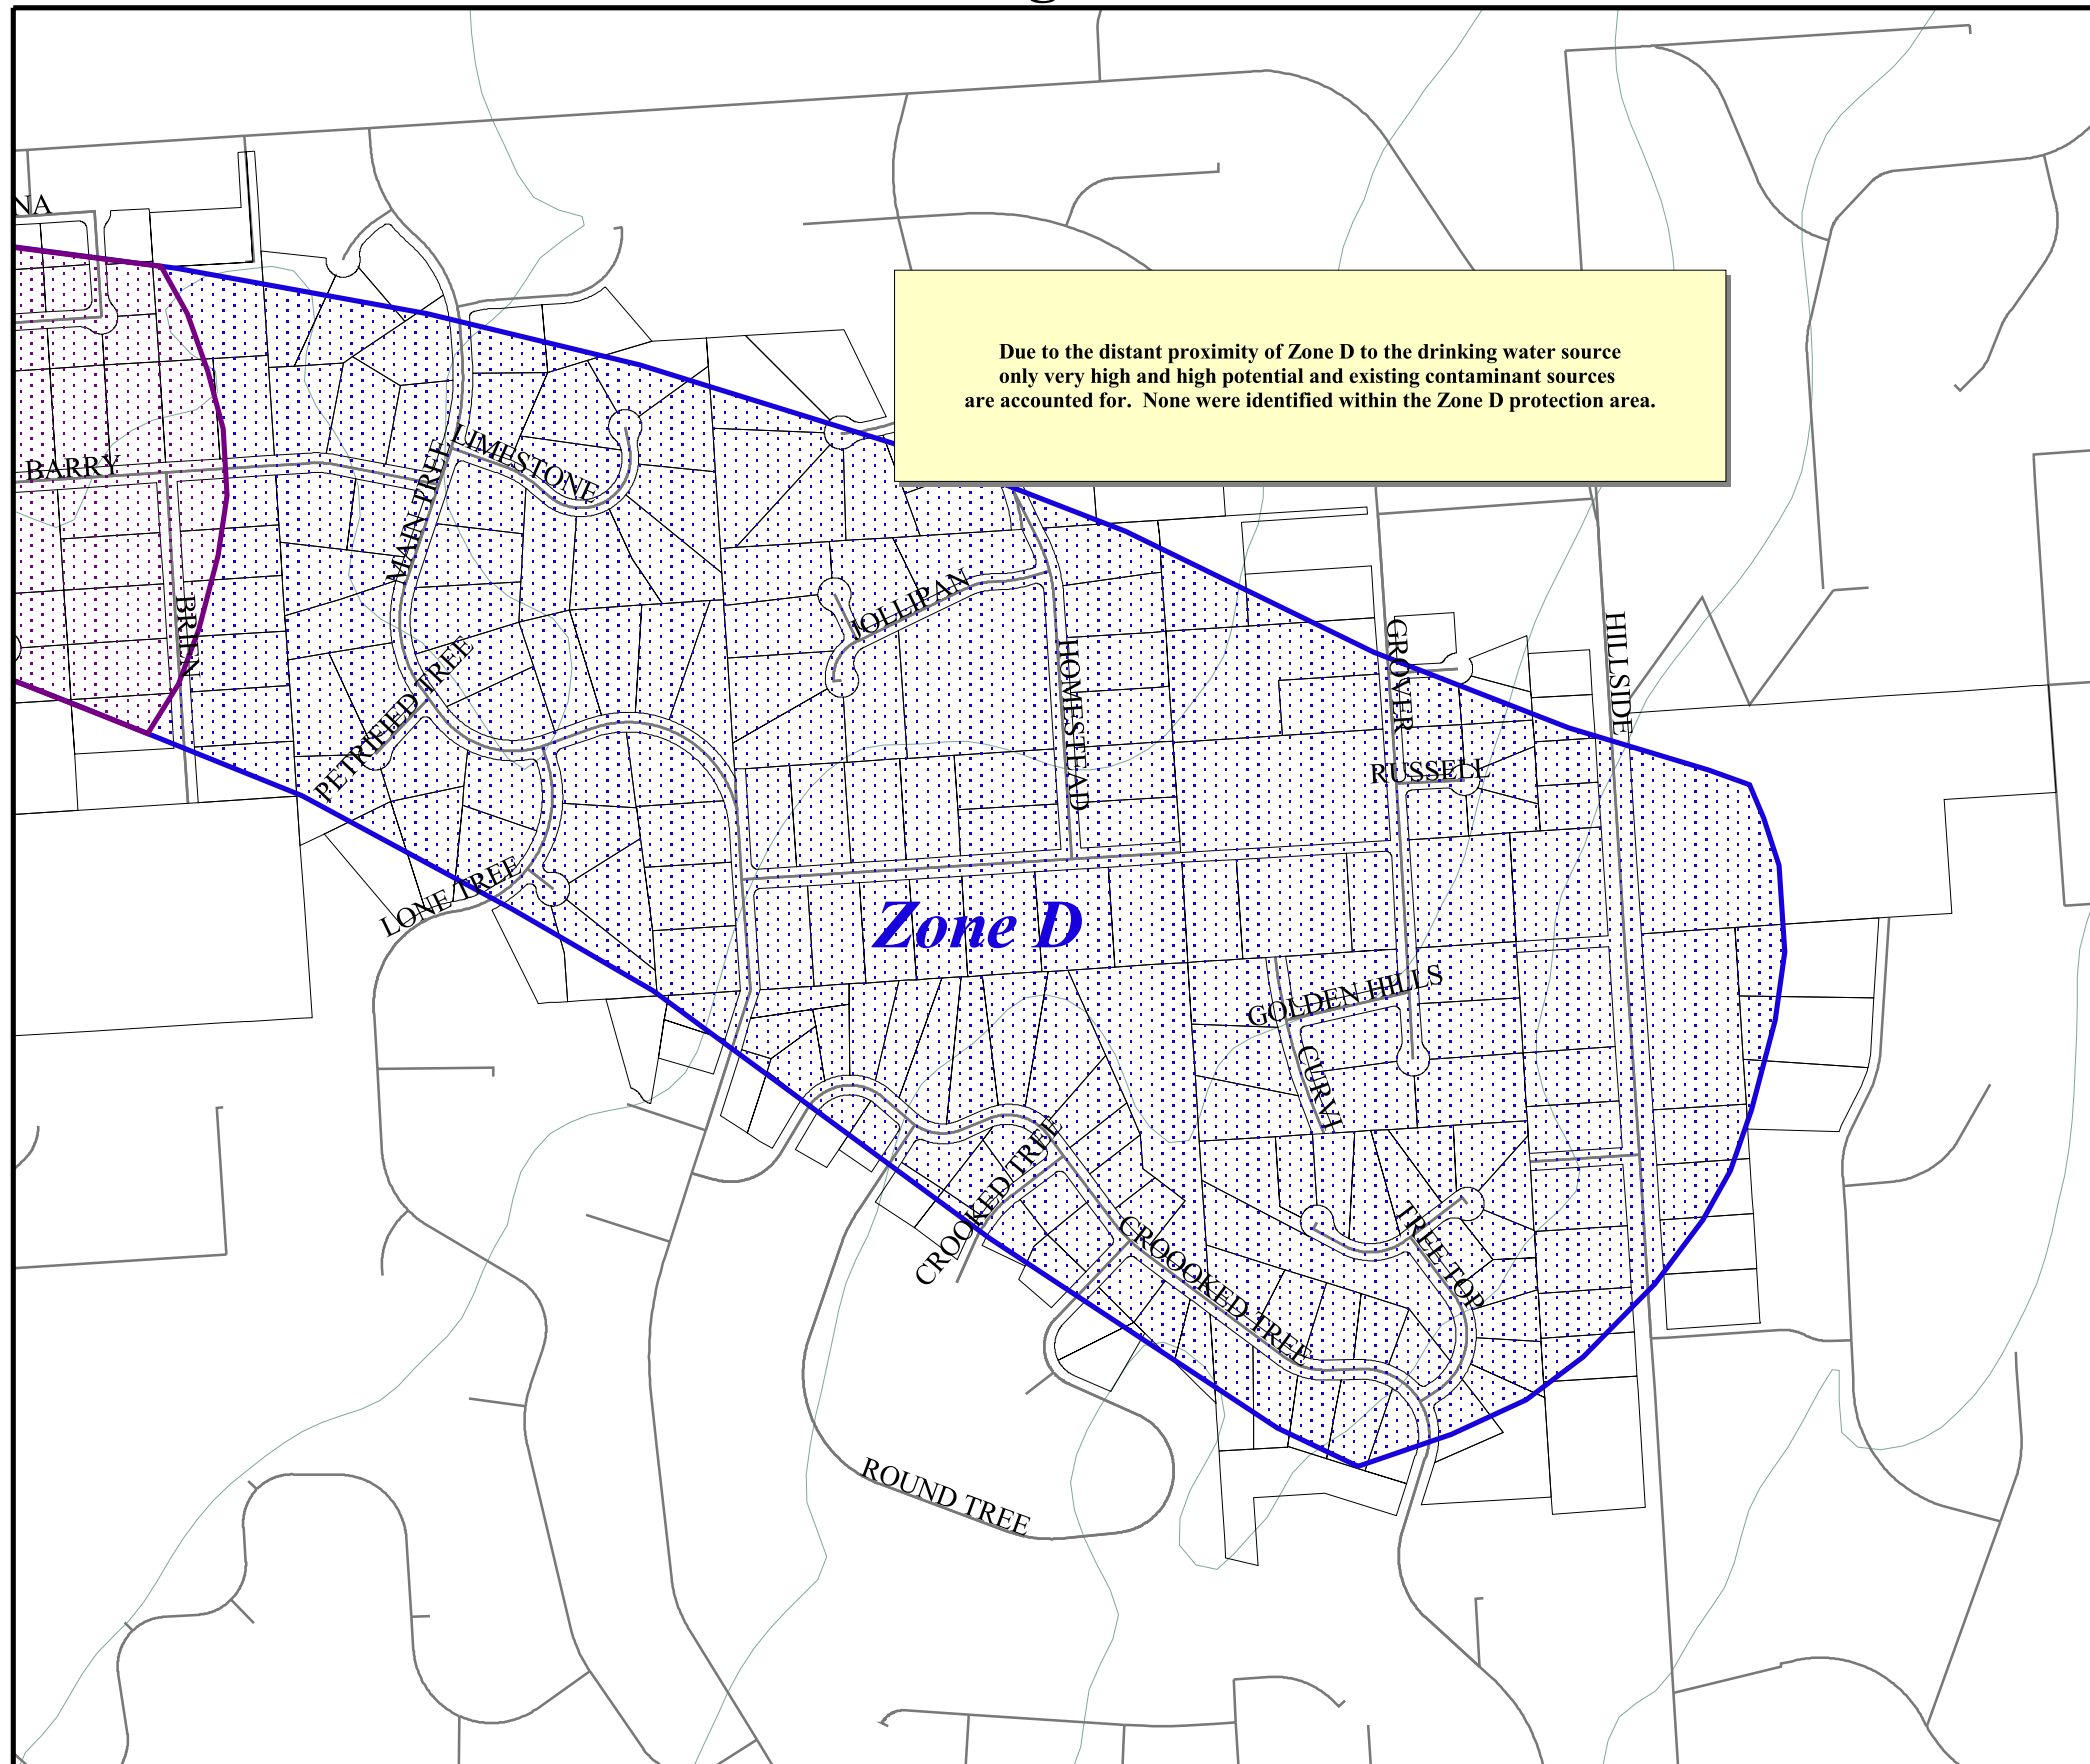 NA
Due to the distant proximity of Zone D to the drinking water source
only very high and high potential and existing contaminant sources
are accounted for.  None were identified within the Zone D protection area.
BARRY
LIMESTONE
MAIN TREE
BRIEN
JOLLIPAN
PETRIFIED TREE
HOMESTEAD
GROVER
HILLSIDE
RUSSELL
LONE TREE
Zone D
GOLDEN HILLS
CURVI
CROOKED TREE
CROOOKED TREE
TREE TOP
ROUND TREE